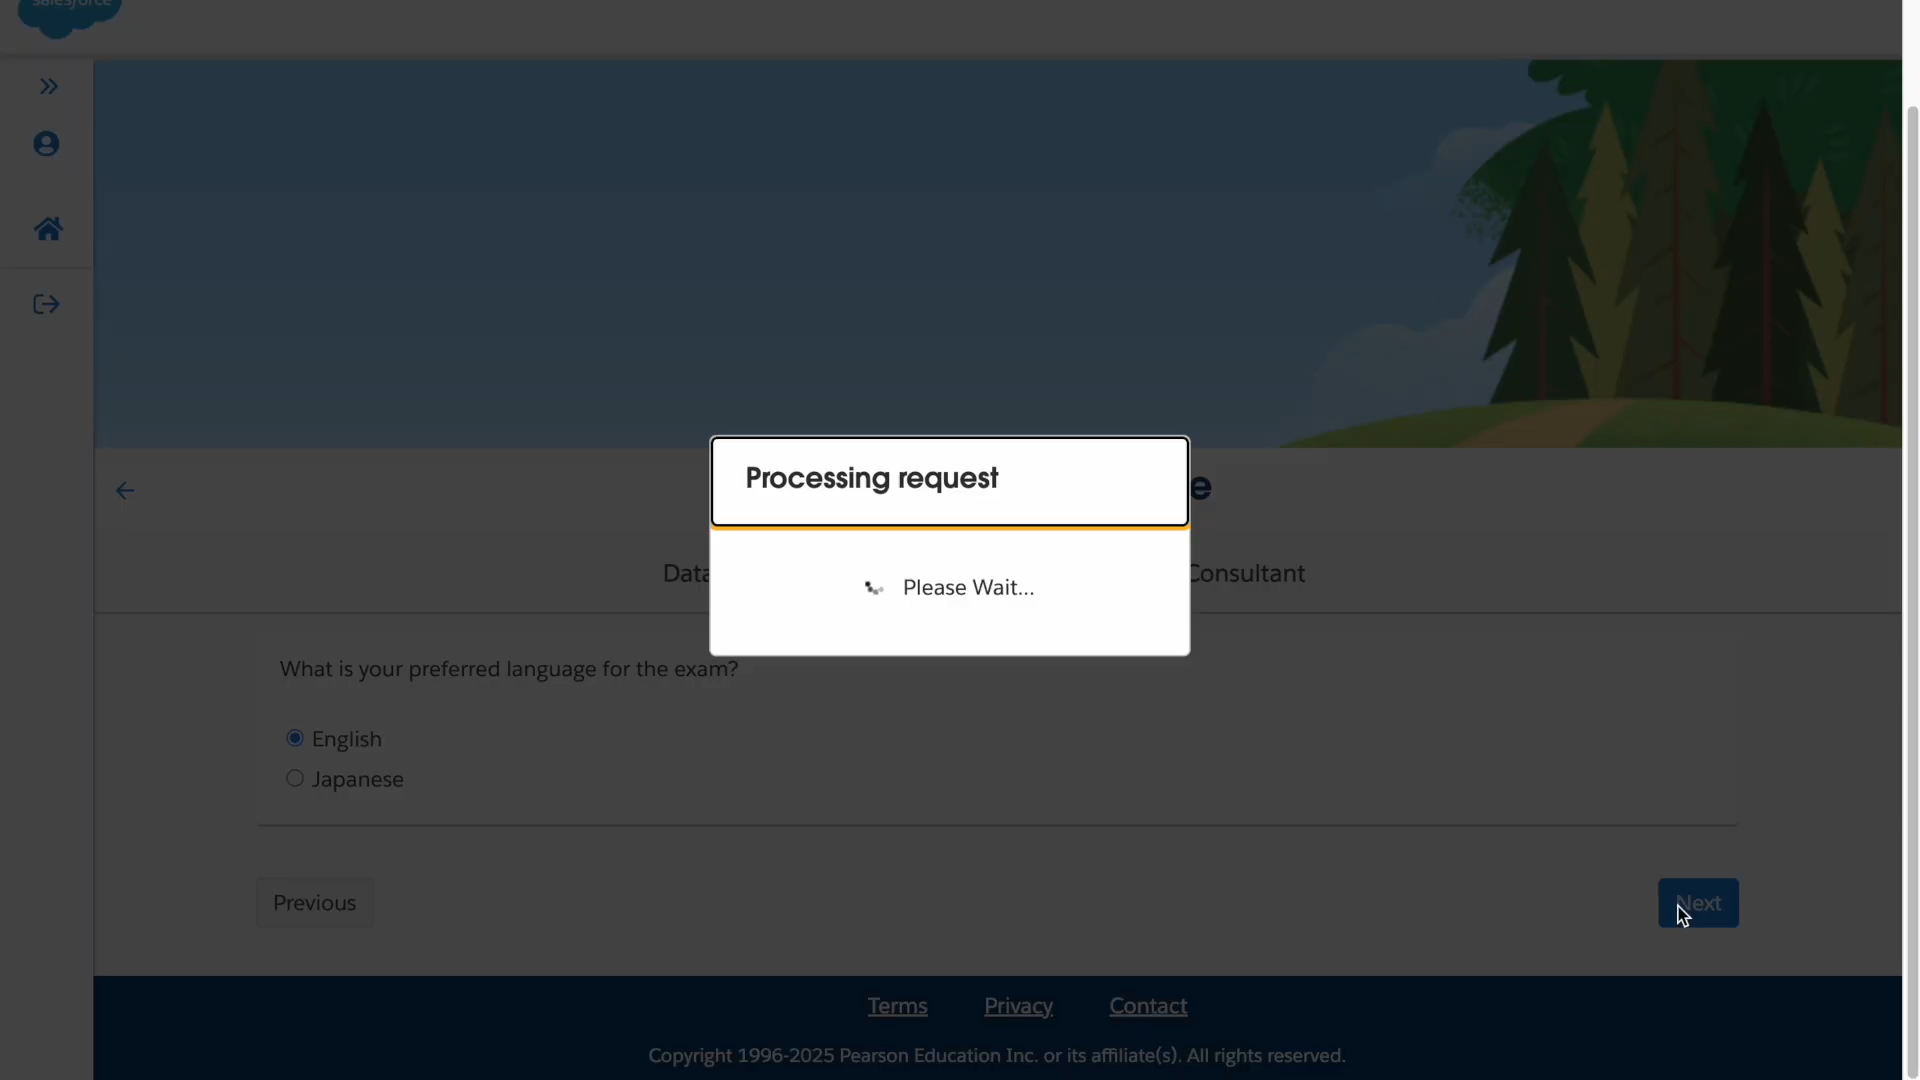 salesforce
Processing request
Please Wait...
Consultant
What is your preferred language for the exam?
English
Japanese
Previous
Next
Terms
Privacy
Contact
Copyright 1996-2025 Pearson Education Inc. or its affiliate(s). All rights reserved.